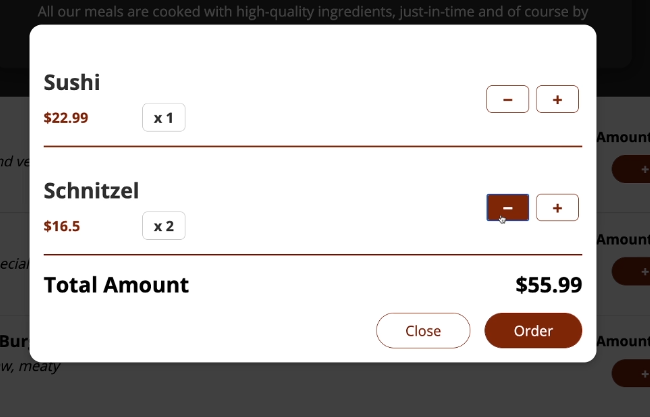 All our meals are cooked with high-quality ingredients, just-in-time and of course by
Sushi
− +
$22.99 x 1
Amount
nd ve
+
Schnitzel
− +
$16.5 x 2
Amount
ecial
+
Total Amount $55.99
Close Order
Bur
Amount
w, meaty
+